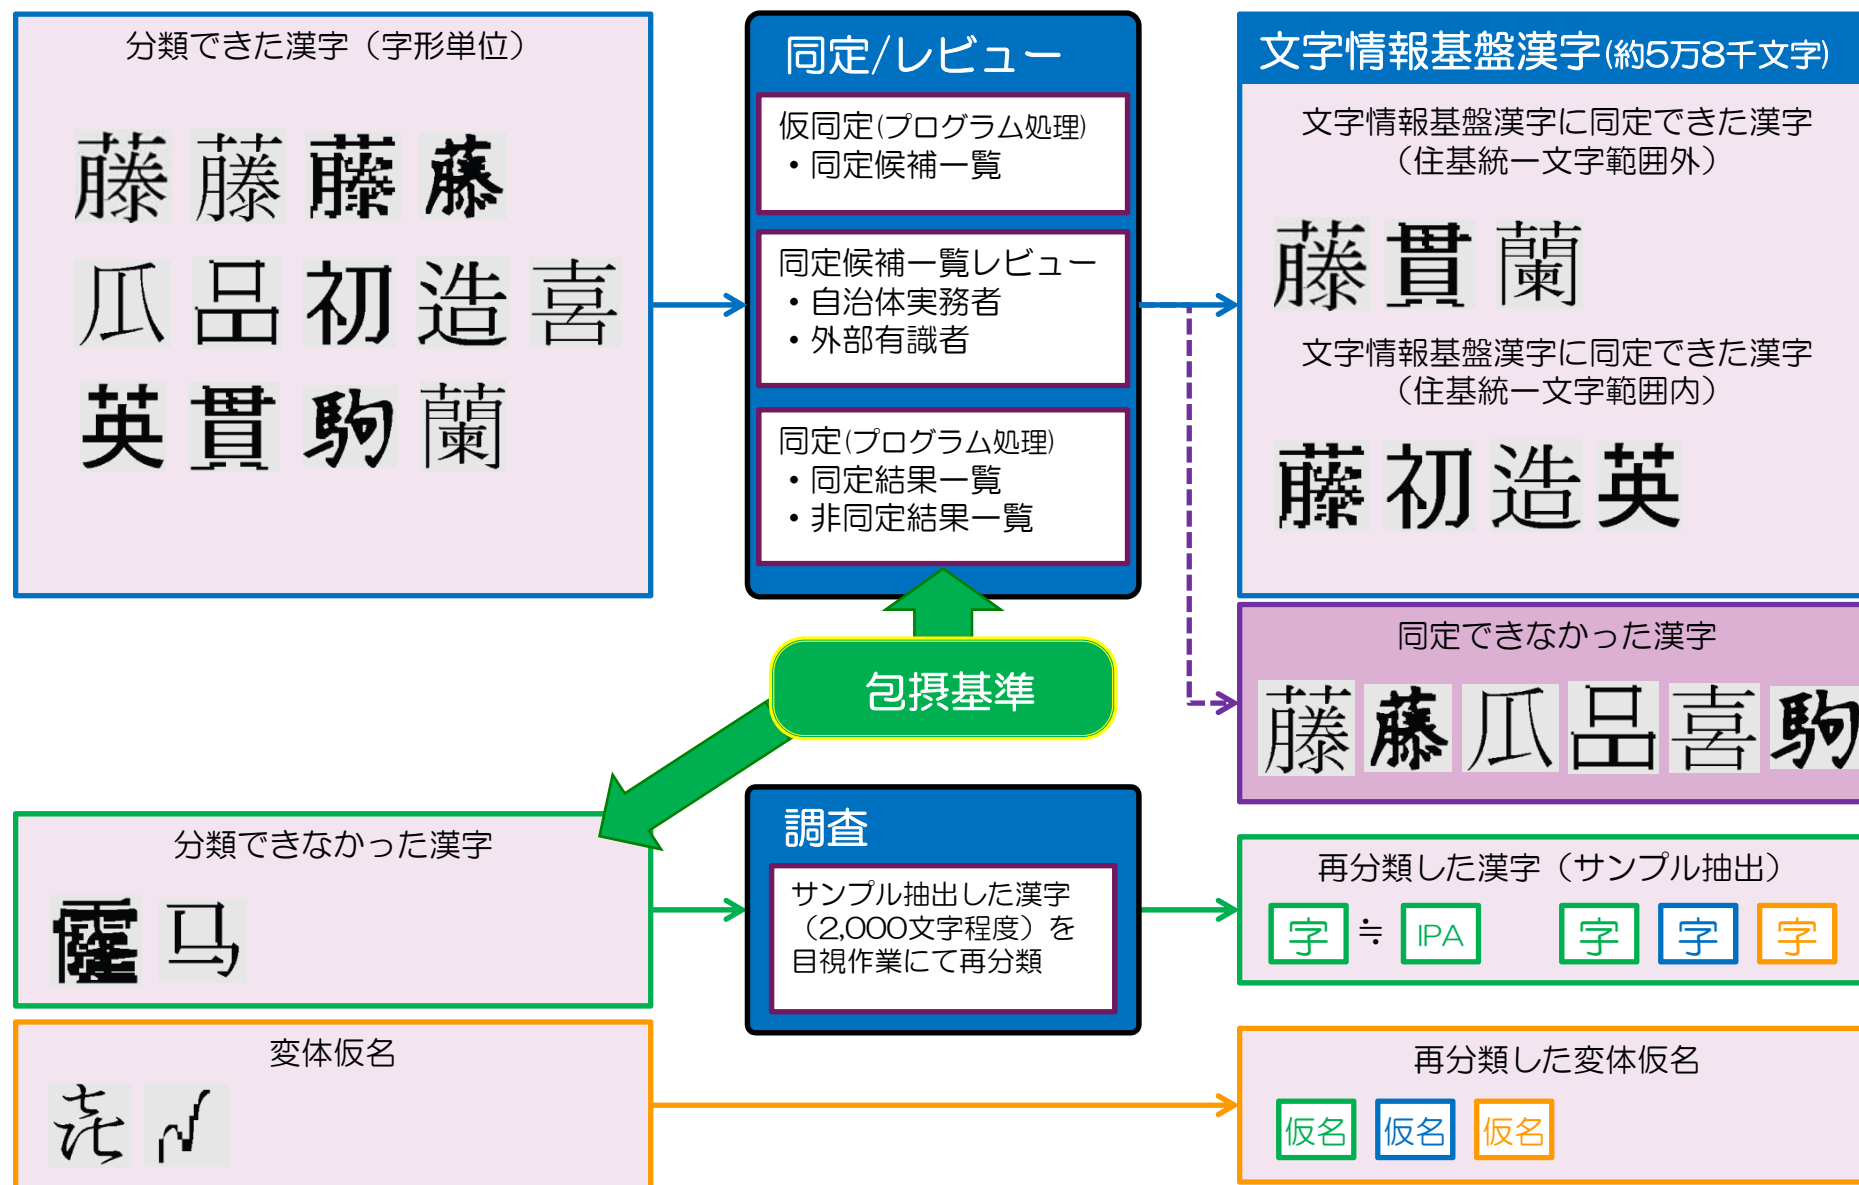 分類できた漢字（字形単位）
藤 藤 藤 藤
爪 品 初 造 喜
英 貫 駒 蘭
同定/レビュー
仮同定(プログラム処理)
・同定候補一覧
同定候補一覧レビュー
・自治体実務者
・外部有識者
同定(プログラム処理)
・同定結果一覧
・非同定結果一覧
文字情報基盤漢字(約5万8千文字)
文字情報基盤漢字に同定できた漢字
（住基統一文字範囲外）
藤 貫 蘭
文字情報基盤漢字に同定できた漢字
（住基統一文字範囲内）
藤 初 造 英
同定できなかった漢字
藤 藤 爪 品 喜 駒
包摂基準
分類できなかった漢字
马
調査
サンプル抽出した漢字
（2,000文字程度）を
目視作業にて再分類
再分類した漢字（サンプル抽出）
字 ≒ IPA 字 字 字
変体仮名
再分類した変体仮名
仮名 仮名 仮名